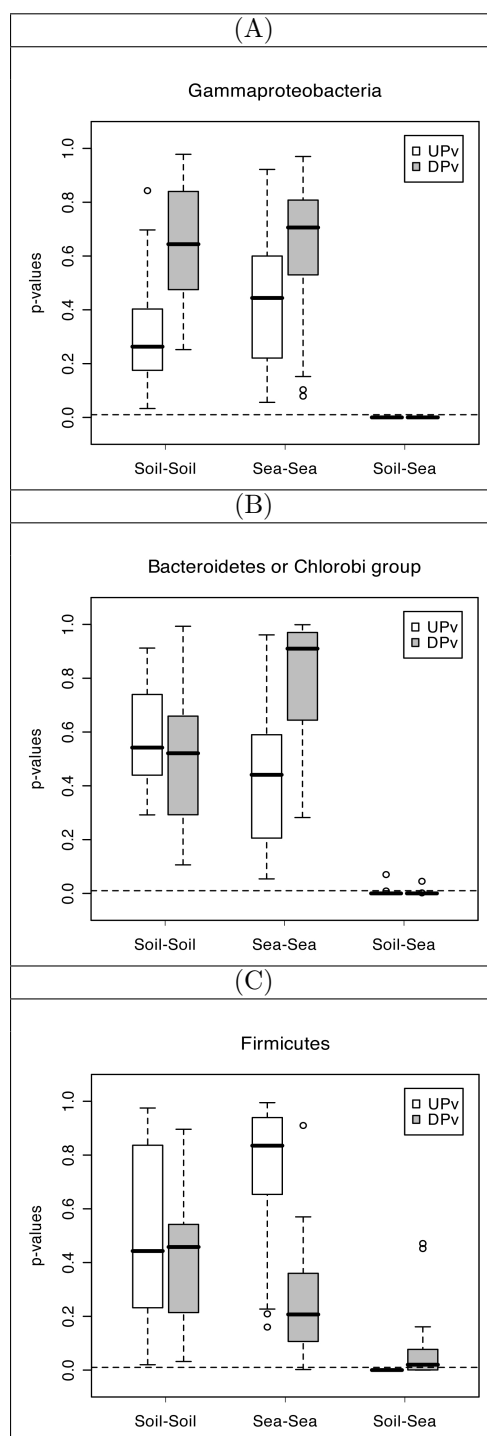 (A)
Gammaproteobacteria
UPv
DPv
p-values
1.0
0.8
0.6
0.4
0.2
0.0
Soil-Soil Sea-Sea Soil-Sea
(B)
Bacteroidetes or Chlorobi group
UPv
DPv
p-values
1.0
0.8
0.6
0.4
0.2
0.0
Soil-Soil Sea-Sea Soil-Sea
(C)
Firmicutes
UPv
DPv
p-values
1.0
0.8
0.6
0.4
0.2
0.0
Soil-Soil Sea-Sea Soil-Sea